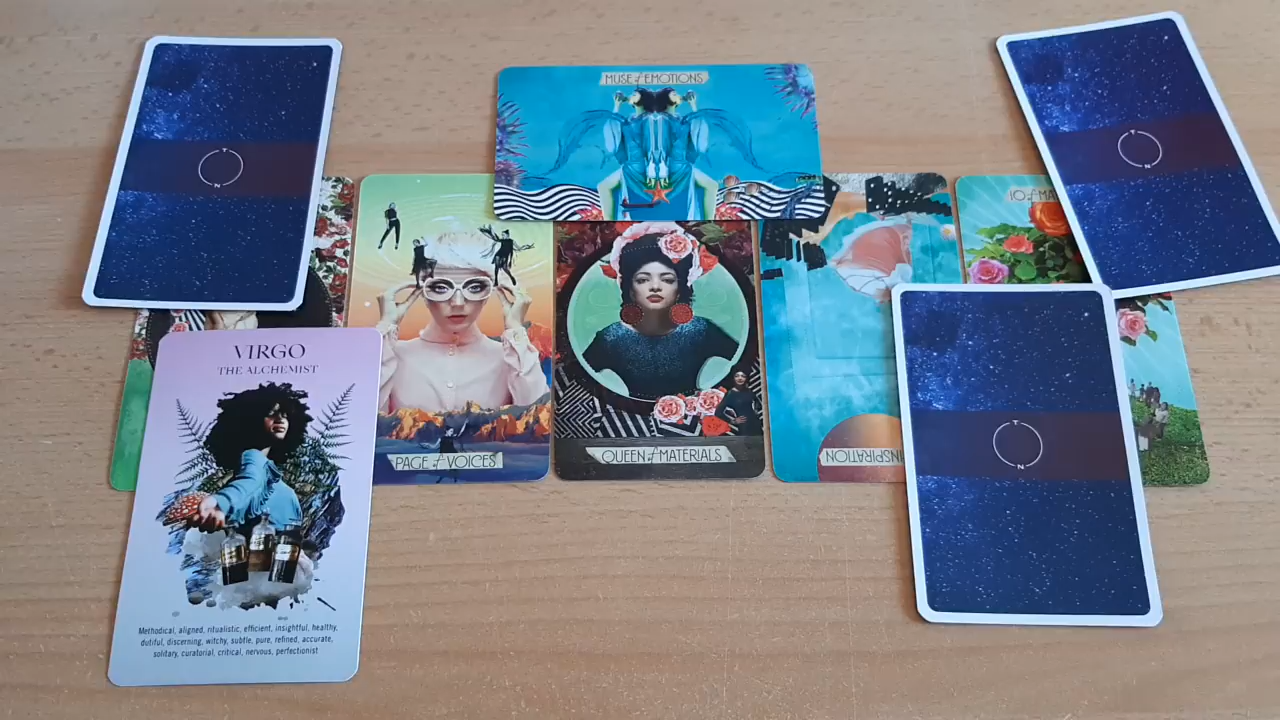 MUSE of EMOTIONS
10 of MA
VIRGO
THE ALCHEMIST
PAGE of VOICES
QUEEN of MATERIALS
INSPIRATION
T
N
T
N
T
N
Methodical, aligned, ritualistic, efficient, insightful, healthy,
dutiful, discerning, witchy, subtle, pure, refined, accurate,
solitary, curatorial, critical, nervous, perfectionist